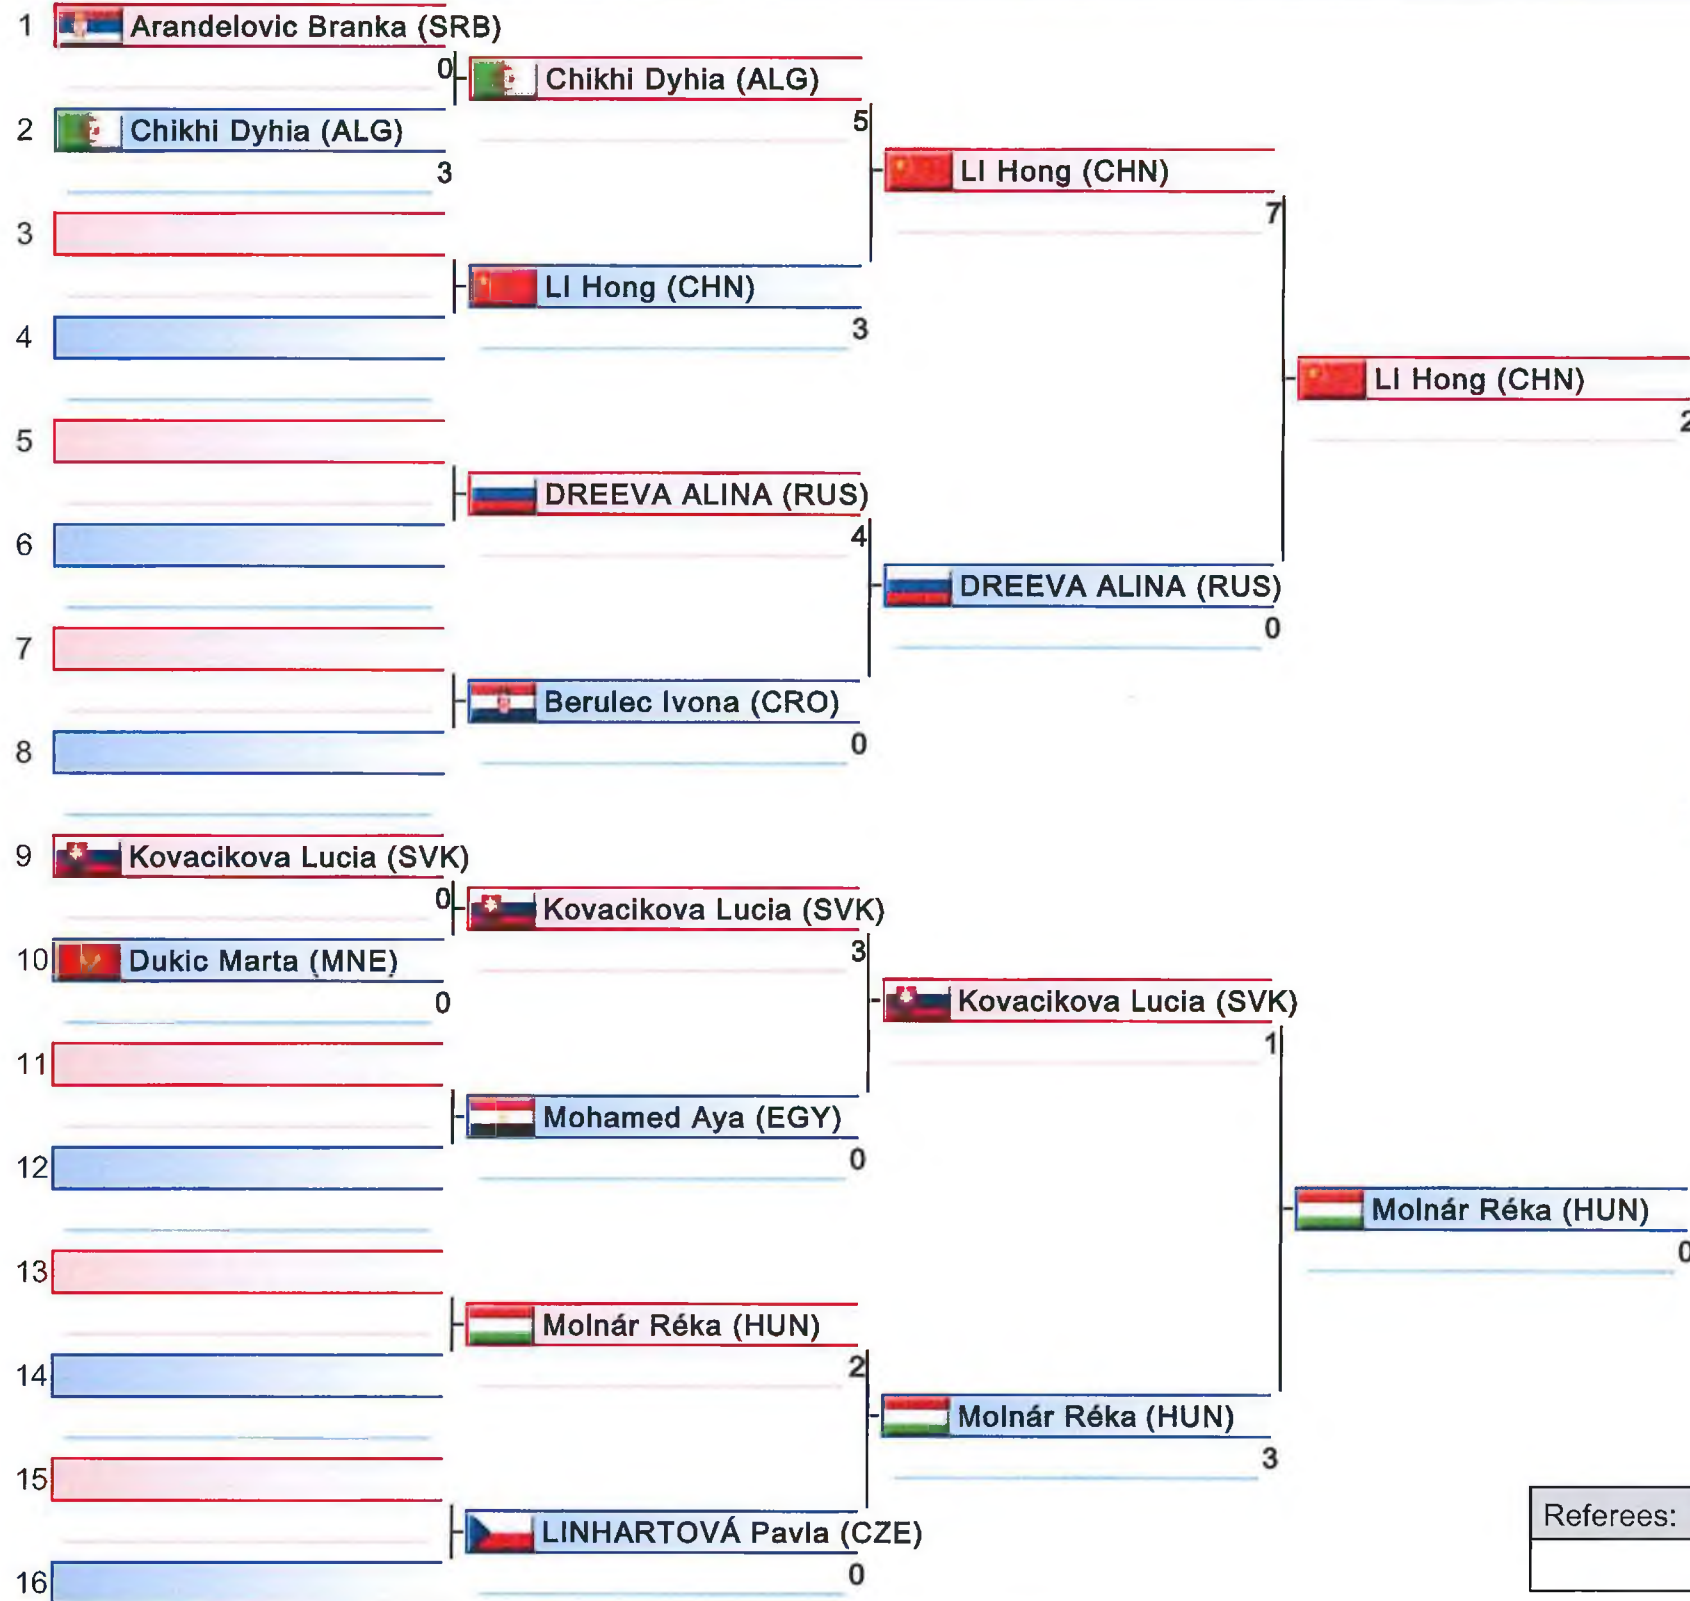 1 Arandelovic Branka (SRB)
0
Chikhi Dyhia (ALG)
5
2 Chikhi Dyhia (ALG)
3
LI Hong (CHN)
7
3
LI Hong (CHN)
3
4
LI Hong (CHN)
2
5
DREEVA ALINA (RUS)
4
6
DREEVA ALINA (RUS)
0
7
Berulec Ivona (CRO)
0
8
9 Kovacikova Lucia (SVK)
0
Kovacikova Lucia (SVK)
3
10 Dukic Marta (MNE)
0
Kovacikova Lucia (SVK)
1
11
Mohamed Aya (EGY)
0
12
Molnár Réka (HUN)
0
13
Molnár Réka (HUN)
2
14
Molnár Réka (HUN)
3
15
LINHARTOVÁ Pavla (CZE)
0
16
Referees: